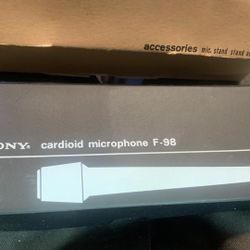 accessories mic. stand stand
ONY. cardioid microphone F-98